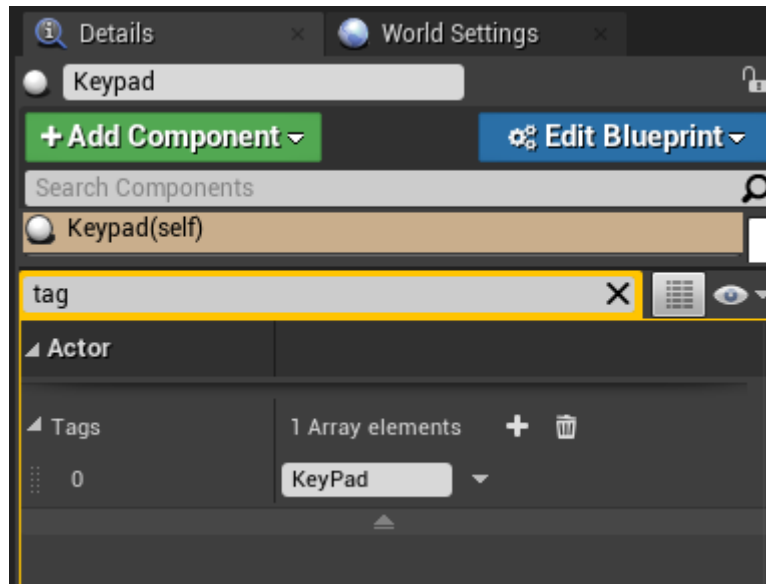 Details World Settings
Keypad
+ Add Component Edit Blueprint
Search Components
Keypad(self)
tag
Actor
Tags 1 Array elements
0 KeyPad